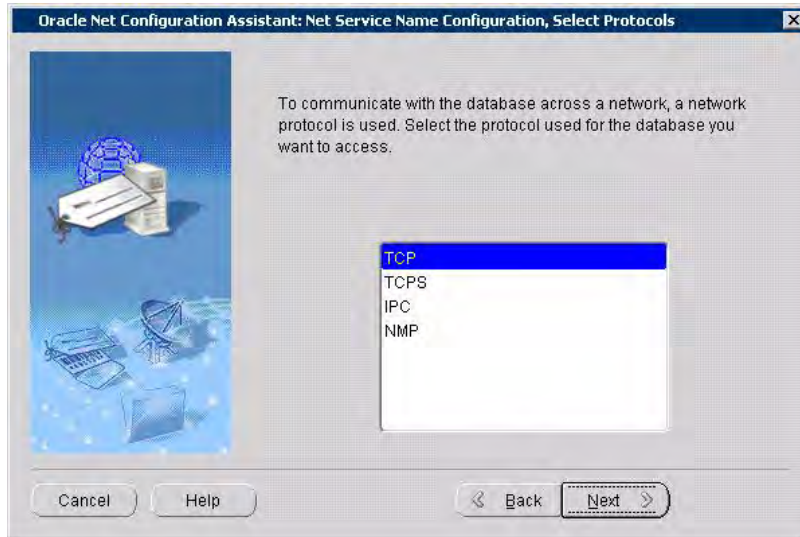 Oracle Net Configuration Assistant: Net Service Name Configuration, Select Protocols
To communicate with the database across a network, a network
protocol is used. Select the protocol used for the database you
want to access.
TCP
TCPS
IPC
NMP
Cancel
Help
Back
Next